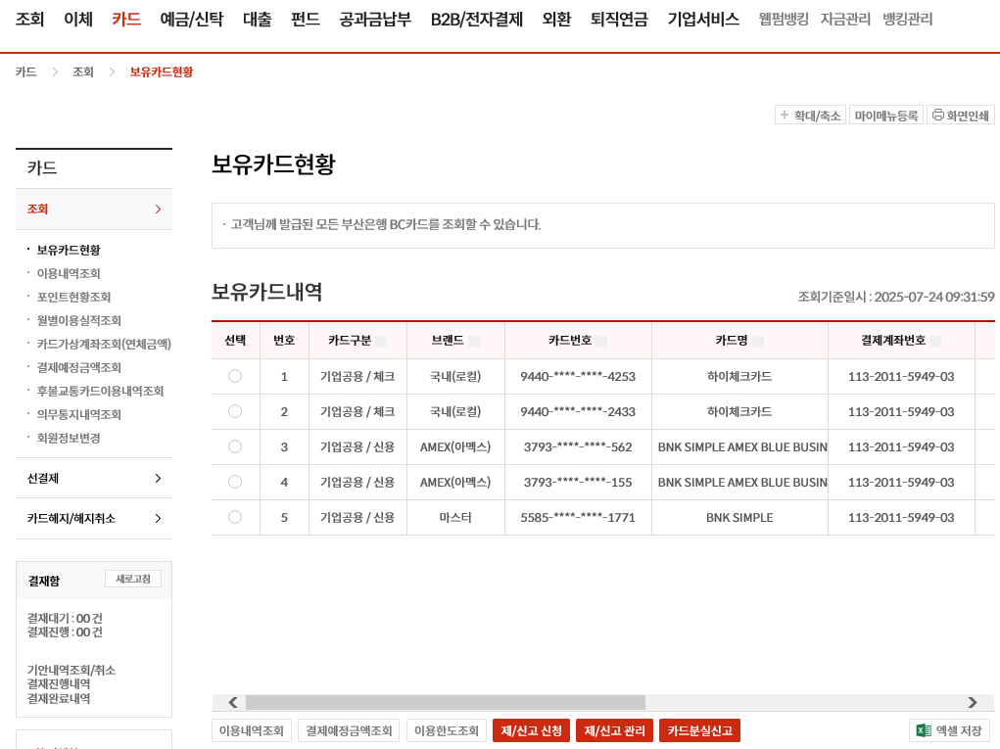 조회 이체 카드 예금/신탁 대출 펀드 공과금납부 B2B/전자결제 외환 퇴직연금 기업서비스 웹펌뱅킹 자금관리 뱅킹관리
카드 > 조회 > 보유카드현황
+ 확대/축소 마이메뉴등록 화면인쇄
카드
조회
· 보유카드현황
· 이용내역조회
· 포인트현황조회
· 월별이용실적조회
· 카드가상계좌조회(연체금액)
· 결제예정금액조회
· 후불교통카드이용내역조회
· 의무통지내역조회
· 회원정보변경
선결제
카드해지/해지취소
결재함 새로고침
결재대기 : 00 건
결재진행 : 00 건
기안내역조회/취소
결재진행내역
결재완료내역
보유카드현황
· 고객님께 발급된 모든 부산은행 BC카드를 조회할 수 있습니다.
보유카드내역 조회기준일시 : 2025-07-24 09:31:59
선택 번호 카드구분 브랜드 카드번호 카드명 결제계좌번호
1 기업공용 / 체크 국내(로컬) 9440-****-****-4253 하이체크카드 113-2011-5949-03
2 기업공용 / 체크 국내(로컬) 9440-****-****-2433 하이체크카드 113-2011-5949-03
3 기업공용 / 신용 AMEX(아멕스) 3793-****-****-562 BNK SIMPLE AMEX BLUE BUSIN 113-2011-5949-03
4 기업공용 / 신용 AMEX(아멕스) 3793-****-****-155 BNK SIMPLE AMEX BLUE BUSIN 113-2011-5949-03
5 기업공용 / 신용 마스터 5585-****-****-1771 BNK SIMPLE 113-2011-5949-03
이용내역조회 결제예정금액조회 이용한도조회 제/신고 신청 제/신고 관리 카드분실신고 엑셀 저장